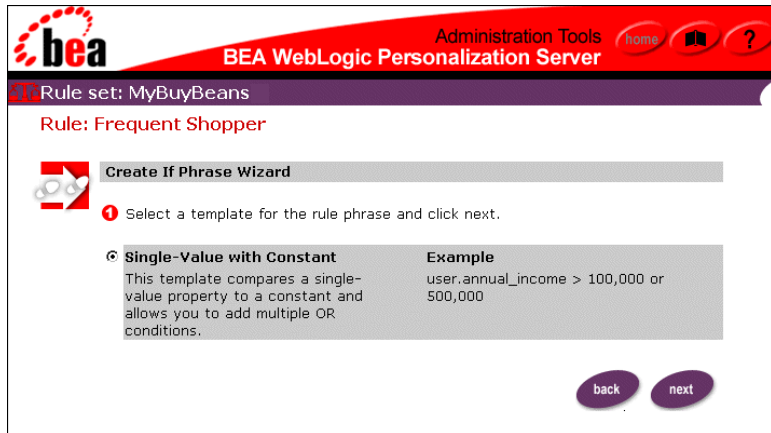 bea
Administration Tools
BEA WebLogic Personalization Server
home
?
Rule set: MyBuyBeans
Rule: Frequent Shopper
Create If Phrase Wizard
1 Select a template for the rule phrase and click next.
Single-Value with Constant
This template compares a single-
value property to a constant and
allows you to add multiple OR
conditions.
Example
user.annual_income > 100,000 or
500,000
back
next